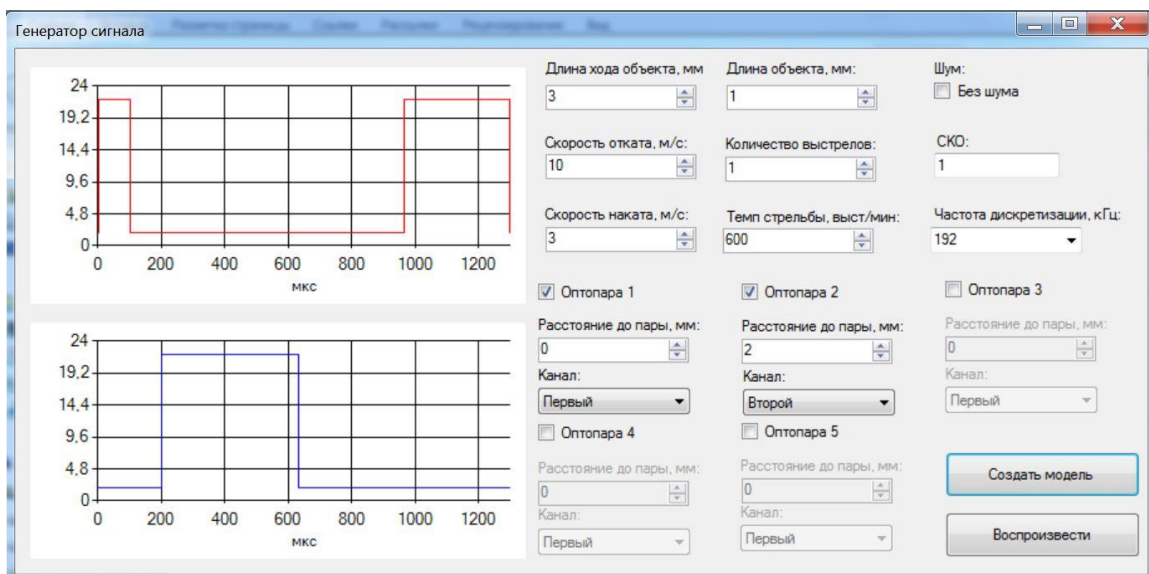 Генератор сигнала
24
19,2
14,4
9,6
4,8
0
0 200 400 600 800 1000 1200
мкс
24
19,2
14,4
9,6
4,8
0
0 200 400 600 800 1000 1200
мкс
Длина хода объекта, мм Длина объекта, мм: Шум:
3 1 Без шума
Скорость отката, м/с: Количество выстрелов: СКО:
10 1 1
Скорость наката, м/с: Темп стрельбы, выст/мин: Частота дискретизации, кГц:
3 600 192
Оптопара 1 Оптопара 2 Оптопара 3
Расстояние до пары, мм: Расстояние до пары, мм: Расстояние до пары, мм:
0 2 0
Канал: Канал: Канал:
Первый Второй Первый
Оптопара 4 Оптопара 5
Расстояние до пары, мм: Расстояние до пары, мм:
0 0
Канал: Канал:
Первый Первый
Создать модель
Воспроизвести